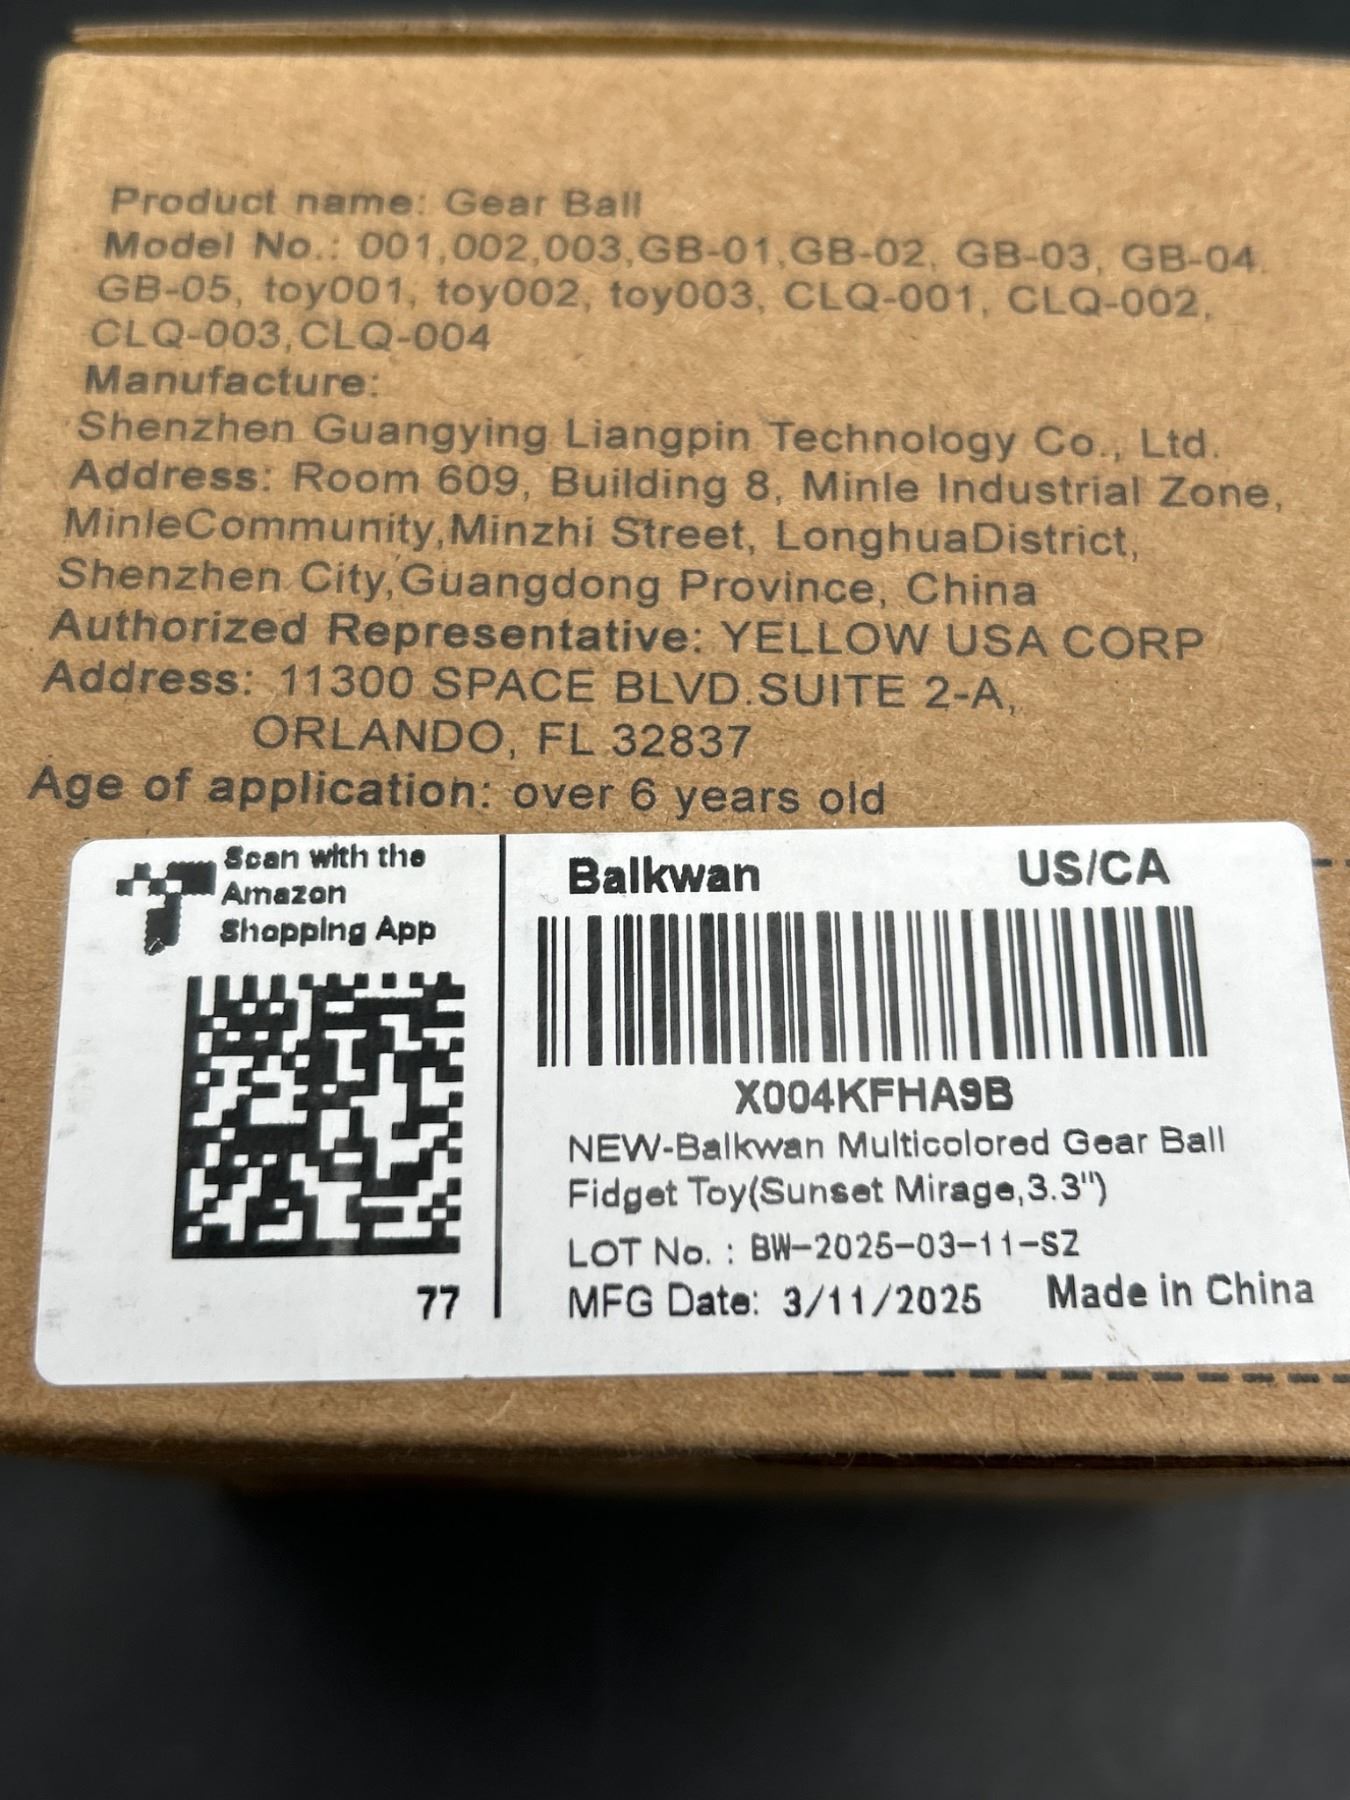 Product name: Gear Ball
Model No.: 001,002,003,GB-01,GB-02, GB-03, GB-04.
GB-05, toy001, toy002, toy003, CLQ-001, CLQ-002,
CLQ-003,CLQ-004
Manufacture:
Shenzhen Guangying Liangpin Technology Co., Ltd.
Address: Room 609, Building 8, Minle Industrial Zone,
MinleCommunity,Minzhi Street, LonghuaDistrict,
Shenzhen City,Guangdong Province, China
Authorized Representative: YELLOW USA CORP
Address: 11300 SPACE BLVD.SUITE 2-A,
ORLANDO, FL 32837
Age of application: over 6 years old
Scan with the
Amazon
Shopping App
77
Balkwan US/CA
X004KFHA9B
NEW-Balkwan Multicolored Gear Ball
Fidget Toy(Sunset Mirage,3.3")
LOT No. : BW-2025-03-11-SZ
MFG Date: 3/11/2025 Made in China